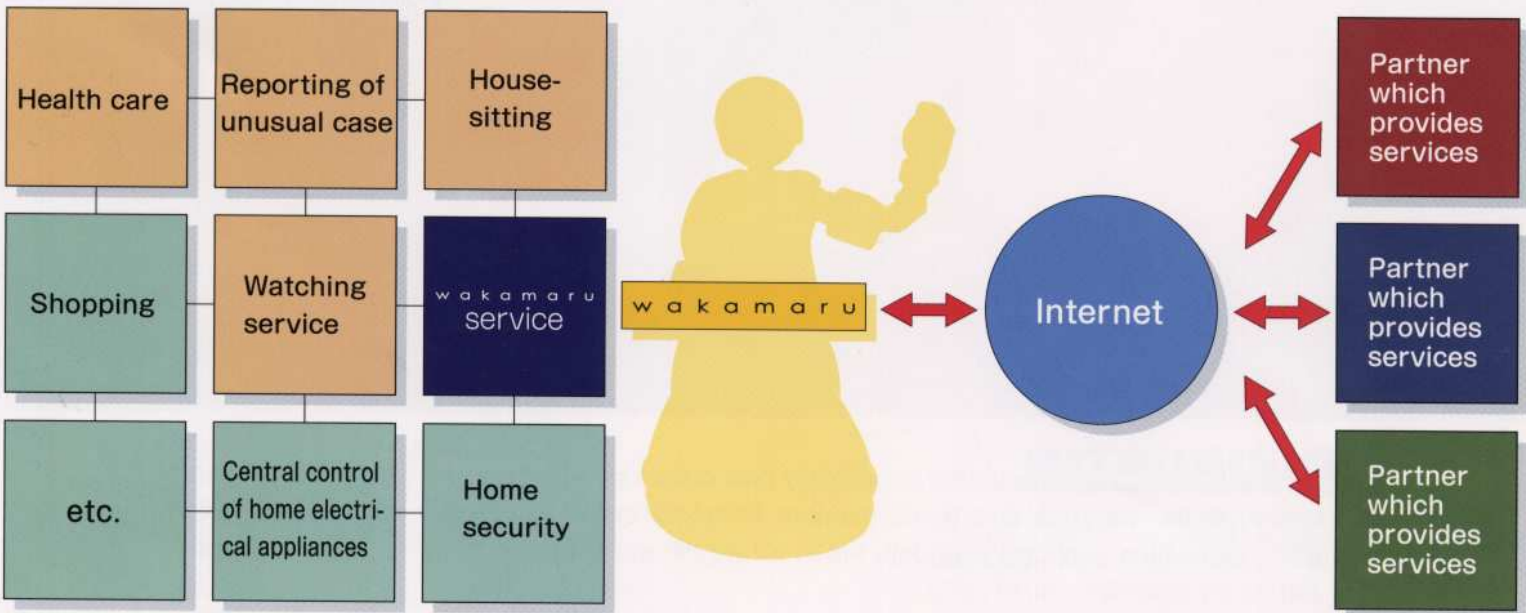 Health care
Reporting of
unusual case
House-
sitting
Shopping
Watching
service
wakamaru
service
etc.
Central control
of home electri-
cal appliances
Home
security
wakamaru
Internet
Partner
which
provides
services
Partner
which
provides
services
Partner
which
provides
services